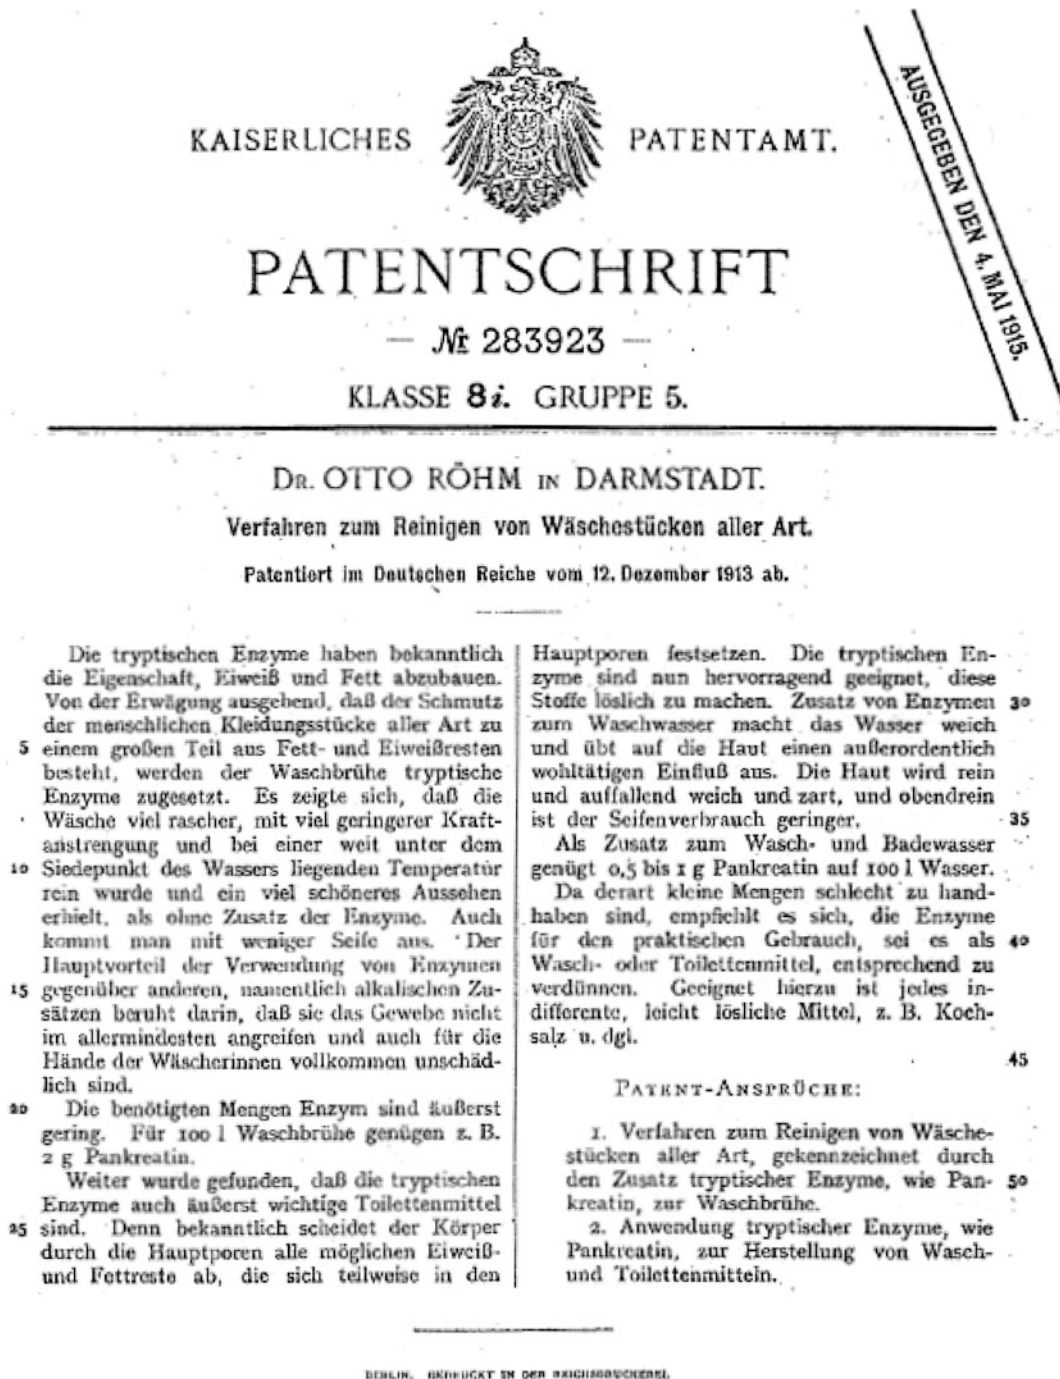 KAISERLICHES PATENTAMT.
AUSGEGEBEN DEN 4. MAI 1915.
PATENTSCHRIFT
— № 283923 —
KLASSE 8i. GRUPPE 5.
DR. OTTO RÖHM IN DARMSTADT.
Verfahren zum Reinigen von Wäschestücken aller Art.
Patentiert im Deutschen Reiche vom 12. Dezember 1913 ab.
Die tryptischen Enzyme haben bekanntlich
die Eigenschaft, Eiweiß und Fett abzubauen.
Von der Erwägung ausgehend, daß der Schmutz
der menschlichen Kleidungsstücke aller Art zu
5 einem großen Teil aus Fett- und Eiweißresten
besteht, werden der Waschbrühe tryptische
Enzyme zugesetzt. Es zeigte sich, daß die
Wäsche viel rascher, mit viel geringerer Kraft-
anstrengung und bei einer weit unter dem
10 Siedepunkt des Wassers liegenden Temperatur
rein wurde und ein viel schöneres Aussehen
erhielt, als ohne Zusatz der Enzyme. Auch
kommt man mit weniger Seife aus. Der
Hauptvorteil der Verwendung von Enzymen
15 gegenüber anderen, namentlich alkalischen Zu-
sätzen beruht darin, daß sie das Gewebe nicht
im allermindesten angreifen und auch für die
Hände der Wäscherinnen vollkommen unschäd-
lich sind.
20 Die benötigten Mengen Enzym sind äußerst
gering. Für 100 l Waschbrühe genügen z. B.
2 g Pankreatin.
Weiter wurde gefunden, daß die tryptischen
Enzyme auch äußerst wichtige Toilettenmittel
25 sind. Denn bekanntlich scheidet der Körper
durch die Hauptporen alle möglichen Eiweiß-
und Fettreste ab, die sich teilweise in den
Hauptporen festsetzen. Die tryptischen En-
zyme sind nun hervorragend geeignet, diese
Stoffe löslich zu machen. Zusatz von Enzymen 30
zum Waschwasser macht das Wasser weich
und übt auf die Haut einen außerordentlich
wohltätigen Einfluß aus. Die Haut wird rein
und auffallend weich und zart, und obendrein
ist der Seifenverbrauch geringer. 35
Als Zusatz zum Wasch- und Badewasser
genügt 0,5 bis 1 g Pankreatin auf 100 l Wasser.
Da derart kleine Mengen schlecht zu hand-
haben sind, empfiehlt es sich, die Enzyme
für den praktischen Gebrauch, sei es als 40
Wasch- oder Toilettenmittel, entsprechend zu
verdünnen. Geeignet hierzu ist jedes in-
differente, leicht lösliche Mittel, z. B. Koch-
salz u. dgl.
45
PATENT-ANSPRÜCHE:
1. Verfahren zum Reinigen von Wäsche-
stücken aller Art, gekennzeichnet durch
den Zusatz tryptischer Enzyme, wie Pan- 50
kreatin, zur Waschbrühe.
2. Anwendung tryptischer Enzyme, wie
Pankreatin, zur Herstellung von Wasch-
und Toilettenmitteln.
BERLIN. GEDRUCKT IN DER REICHSDRUCKEREI.